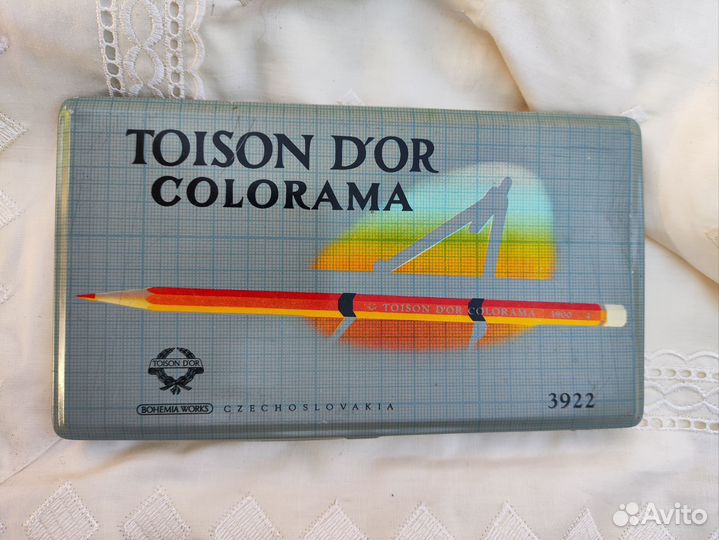 TOISON D'OR
COLORAMA
TOISON D'OR COLORAMA
TOISON D'OR
BOHEMIA WORKS CZECHOSLOVAKIA
3922
Avito